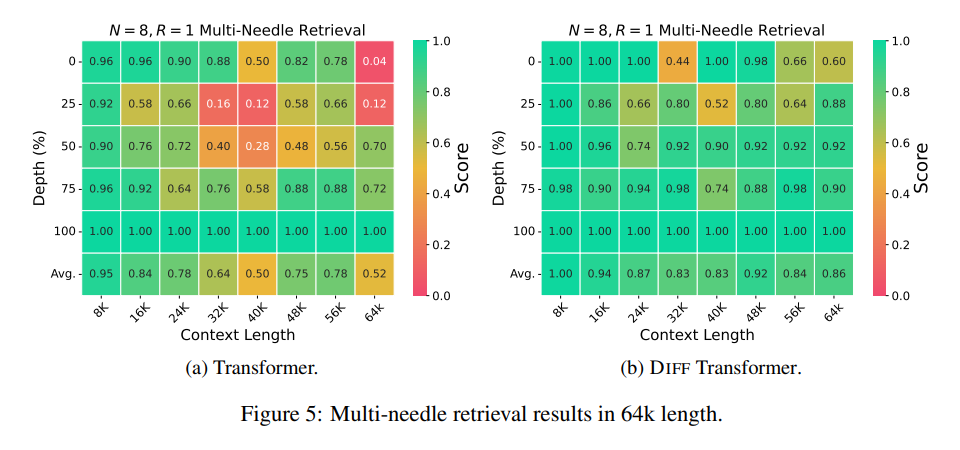 N = 8, R = 1 Multi-Needle Retrieval
0 0.96 0.96 0.90 0.88 0.50 0.82 0.78 0.04
25 0.92 0.58 0.66 0.16 0.12 0.58 0.66 0.12
50 0.90 0.76 0.72 0.40 0.28 0.48 0.56 0.70
75 0.96 0.92 0.64 0.76 0.58 0.88 0.88 0.72
100 1.00 1.00 1.00 1.00 1.00 1.00 1.00 1.00
Avg. 0.95 0.84 0.78 0.64 0.50 0.75 0.78 0.52
8K 16K 24K 32K 40K 48K 56K 64k
Context Length
Depth (%)
1.0
0.8
0.6
0.4
0.2
0.0
Score
(a) Transformer.
N = 8, R = 1 Multi-Needle Retrieval
0 1.00 1.00 1.00 0.44 1.00 0.98 0.66 0.60
25 1.00 0.86 0.66 0.80 0.52 0.80 0.64 0.88
50 1.00 0.96 0.74 0.92 0.90 0.92 0.92 0.92
75 0.98 0.90 0.94 0.98 0.74 0.88 0.98 0.90
100 1.00 1.00 1.00 1.00 1.00 1.00 1.00 1.00
Avg. 1.00 0.94 0.87 0.83 0.83 0.92 0.84 0.86
8K 16K 24K 32K 40K 48K 56K 64k
Context Length
Depth (%)
1.0
0.8
0.6
0.4
0.2
0.0
Score
(b) DIFF Transformer.
Figure 5: Multi-needle retrieval results in 64k length.